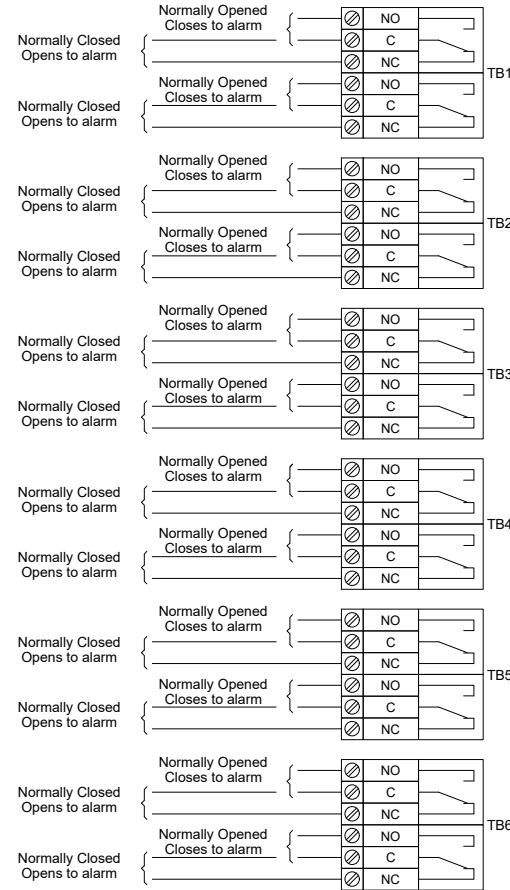 Normally Opened
Closes to alarm
NO
Normally Closed
Opens to alarm
C
NC
TB1
Normally Opened
Closes to alarm
NO
Normally Closed
Opens to alarm
C
NC
Normally Opened
Closes to alarm
NO
Normally Closed
Opens to alarm
C
NC
TB2
Normally Opened
Closes to alarm
NO
Normally Closed
Opens to alarm
C
NC
Normally Opened
Closes to alarm
NO
Normally Closed
Opens to alarm
C
NC
TB3
Normally Opened
Closes to alarm
NO
Normally Closed
Opens to alarm
C
NC
Normally Opened
Closes to alarm
NO
Normally Closed
Opens to alarm
C
NC
TB4
Normally Opened
Closes to alarm
NO
Normally Closed
Opens to alarm
C
NC
Normally Opened
Closes to alarm
NO
Normally Closed
Opens to alarm
C
NC
TB5
Normally Opened
Closes to alarm
NO
Normally Closed
Opens to alarm
C
NC
Normally Opened
Closes to alarm
NO
Normally Closed
Opens to alarm
C
NC
TB6
Normally Opened
Closes to alarm
NO
Normally Closed
Opens to alarm
C
NC